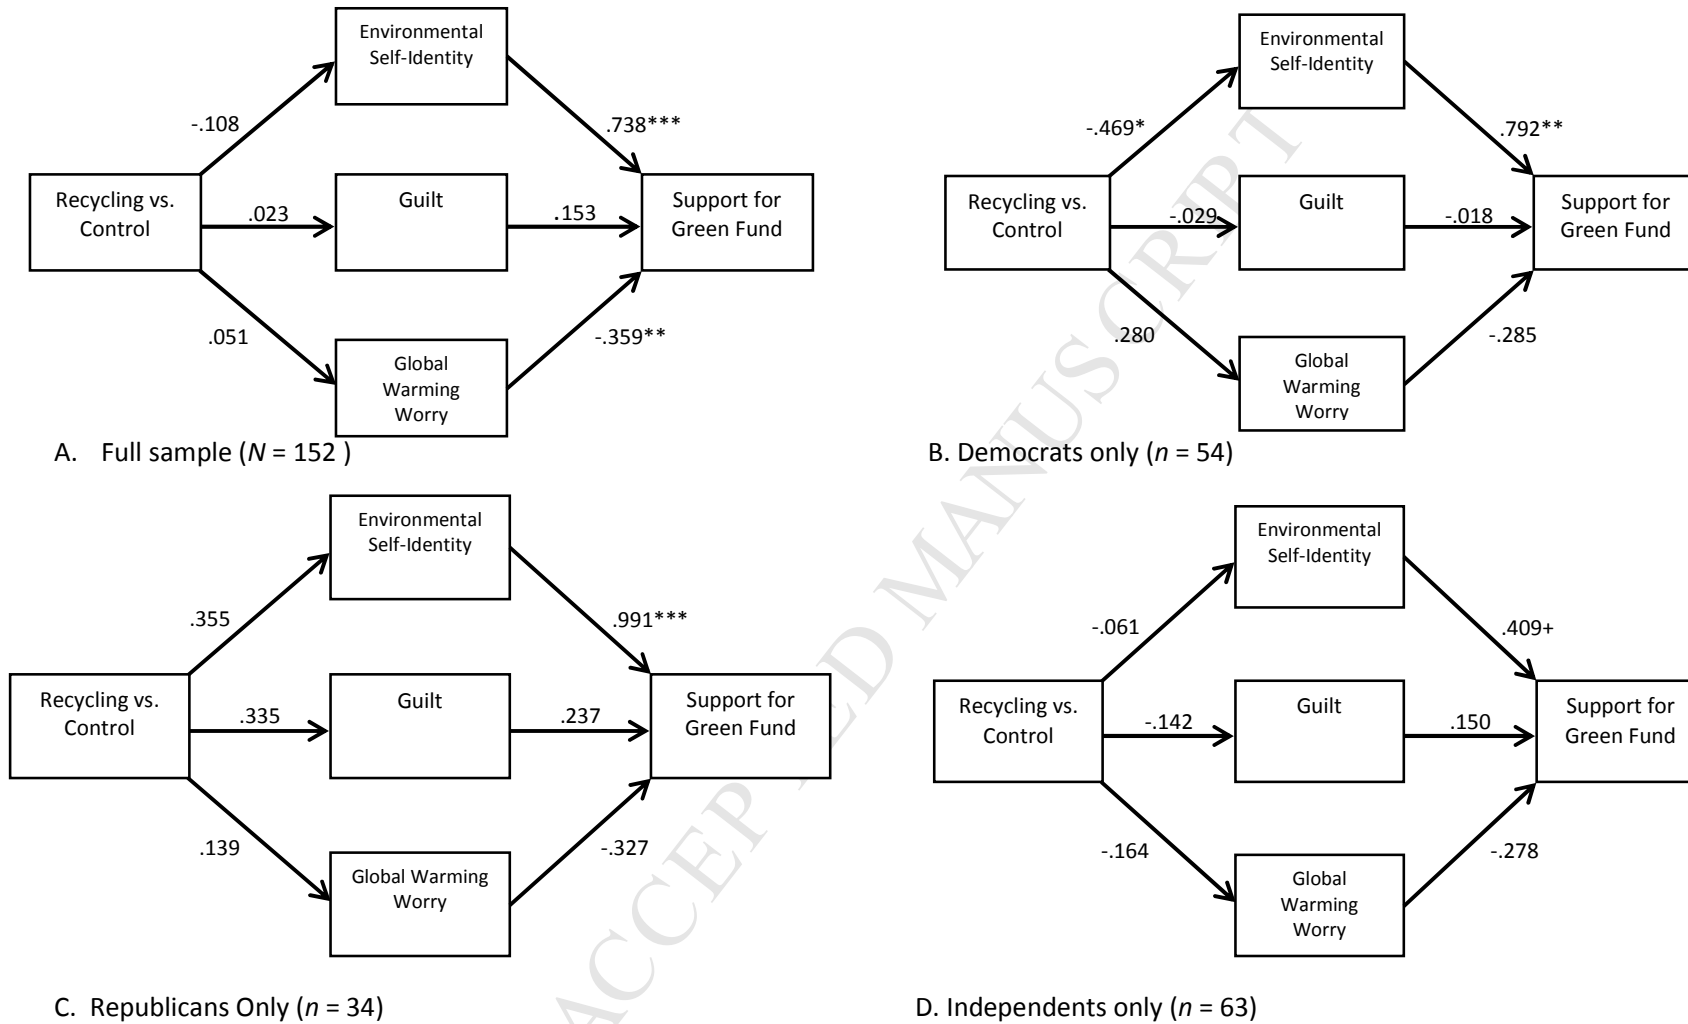 Environmental
Self-Identity
-.108
.738***
Recycling vs.
Control
.023
Guilt
.153
Support for
Green Fund
.051
-.359**
Global
Warming
Worry
A. Full sample (N = 152 )
Environmental
Self-Identity
-.469*
.792**
Recycling vs.
Control
-.029
Guilt
-.018
Support for
Green Fund
.280
-.285
Global
Warming
Worry
B. Democrats only (n = 54)
Environmental
Self-Identity
.355
.991***
Recycling vs.
Control
.335
Guilt
.237
Support for
Green Fund
.139
-.327
Global Warming
Worry
C. Republicans Only (n = 34)
Environmental
Self-Identity
-.061
.409+
Recycling vs.
Control
-.142
Guilt
.150
Support for
Green Fund
-.164
-.278
Global
Warming
Worry
D. Independents only (n = 63)
ACCEPTED MANUSCRIPT